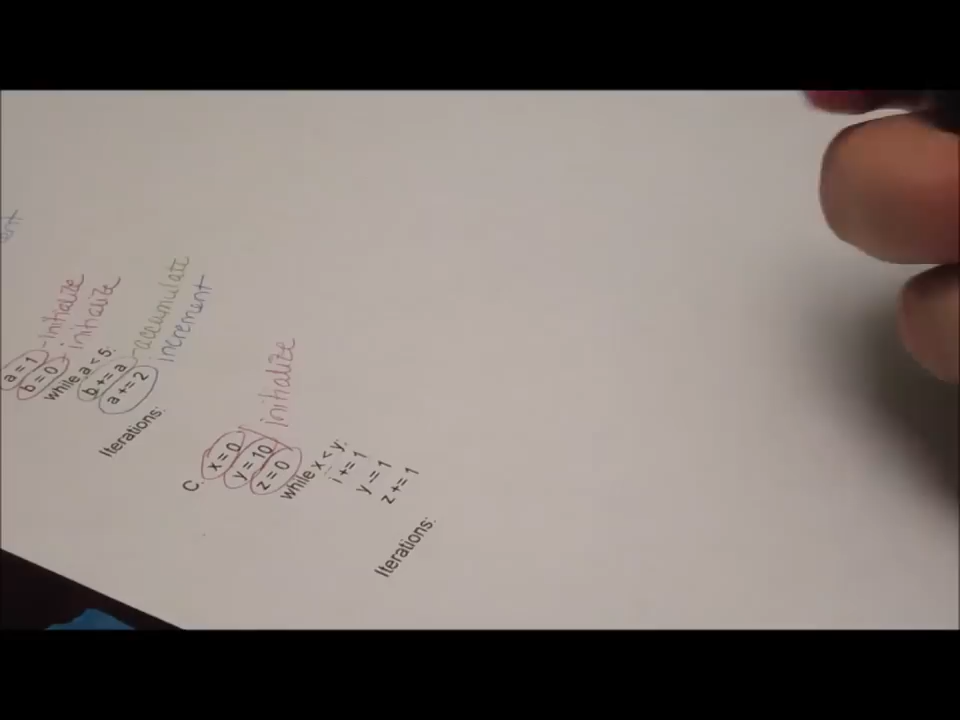 ent
a = 1 - initialize
b = 0 - initialize
while a < 5:
b += a - accumulate
a += 2 increment
Iterations:
C. x = 0
y = 10 initialize
z = 0
while x < y:
i += 1
y -= 1
z += 1
Iterations: